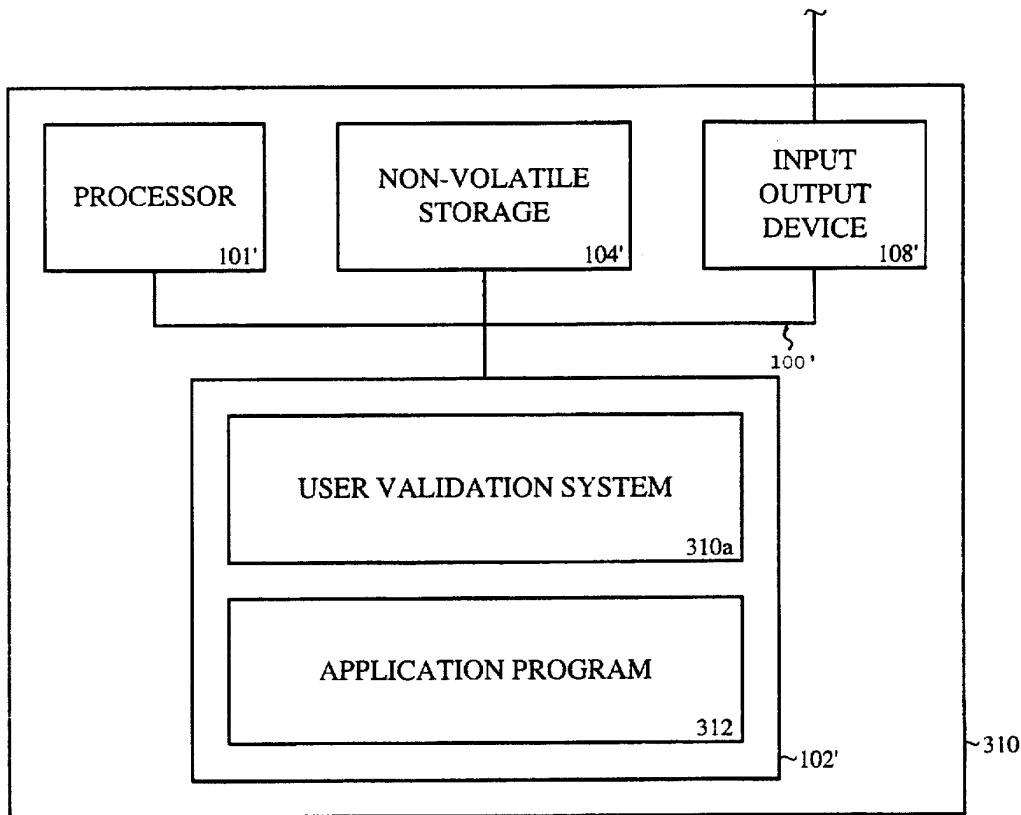 PROCESSOR
101'
NON-VOLATILE
STORAGE
104'
INPUT
OUTPUT
DEVICE
108'
100'
USER VALIDATION SYSTEM
310a
APPLICATION PROGRAM
312
102'
310